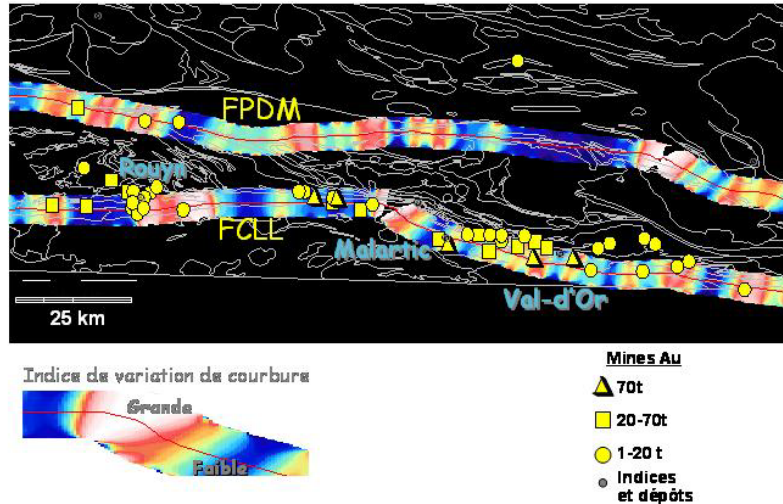 FPDM
Rouyn
FCLL
Malartic
Val-d'Or
25 km
Indice de variation de courbure
Grande
Faible
Mines Au
70t
20-70t
1-20 t
Indices
et dépôts